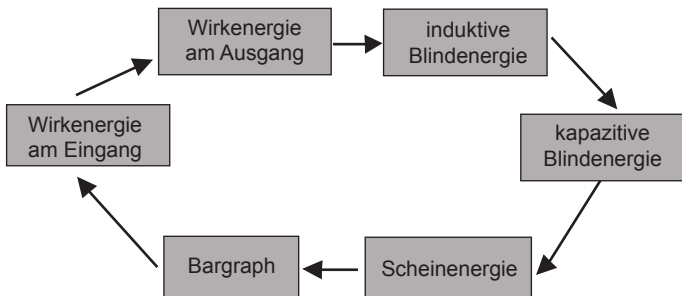 Wirkenergie
am Ausgang
induktive
Blindenergie
Wirkenergie
am Eingang
kapazitive
Blindenergie
Bargraph
Scheinenergie